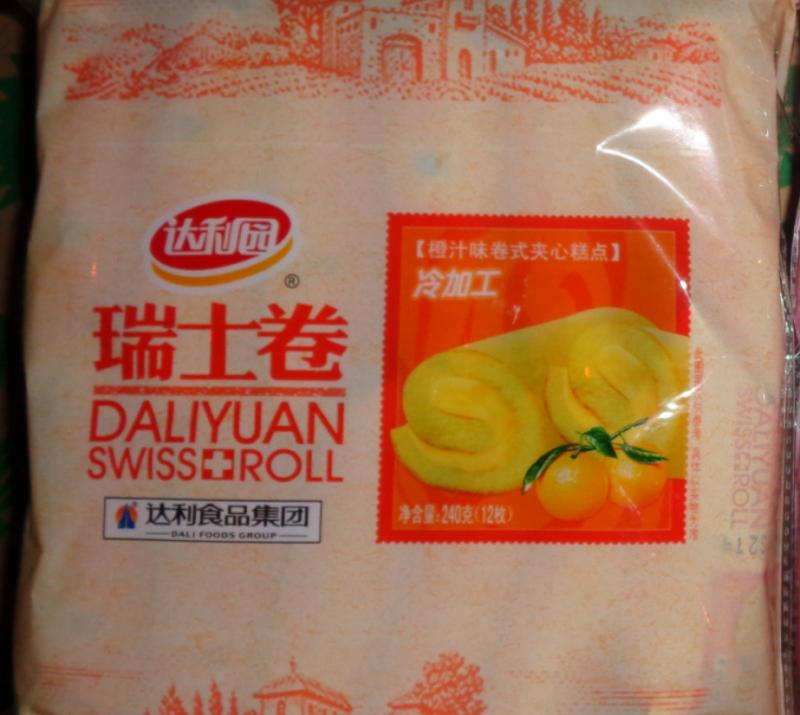 达利园
®
瑞士卷
DALIYUAN
SWISS ROLL
达利食品集团
DALI FOODS GROUP
【橙汁味卷式夹心糕点】
冷加工
净含量:240克(12枚)
DALIYUAN
SWISS ROLL